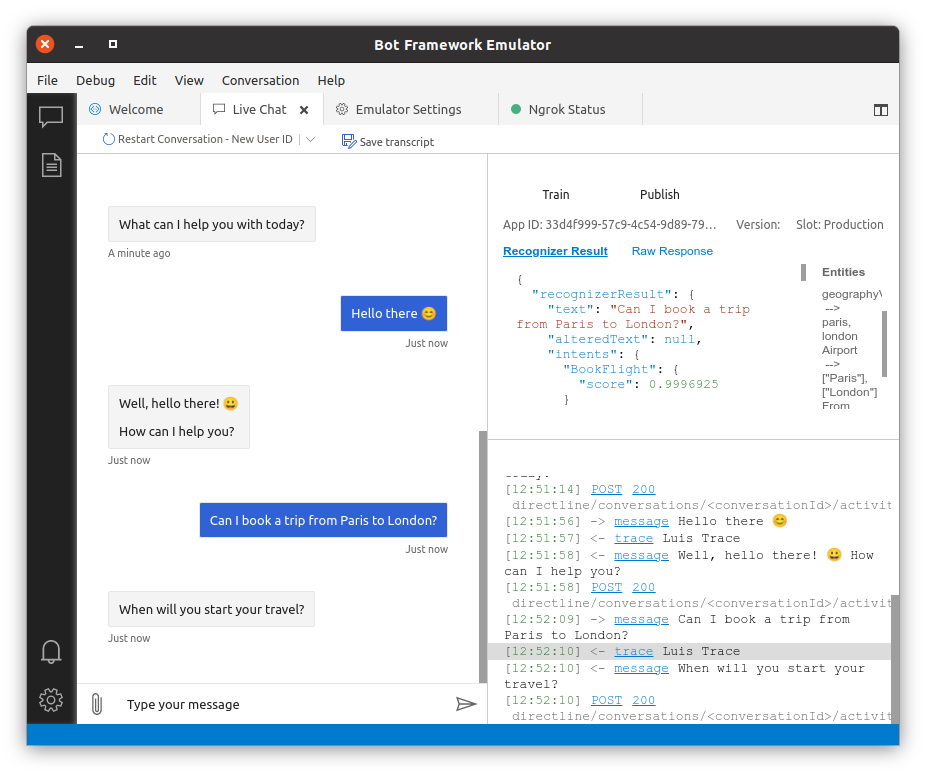 Bot Framework Emulator
File Debug Edit View Conversation Help
Welcome Live Chat Emulator Settings Ngrok Status
Restart Conversation - New User ID Save transcript
What can I help you with today?
A minute ago
Hello there 😊
Just now
Well, hello there! 😀
How can I help you?
Just now
Can I book a trip from Paris to London?
Just now
When will you start your travel?
Just now
Type your message
Train Publish
App ID: 33d4f999-57c9-4c54-9d89-79... Version: Slot: Production
Recognizer Result Raw Response
{
"recognizerResult": {
"text": "Can I book a trip
from Paris to London?",
"alteredText": null,
"intents": {
"BookFlight": {
"score": 0.9996925
}
Entities
geographyV
-->
paris,
london
Airport
-->
["Paris"],
["London"]
From
[12:51:14] POST 200
directline/conversations/<conversationId>/activit
[12:51:56] -> message Hello there 😊
[12:51:57] <- trace Luis Trace
[12:51:58] <- message Well, hello there! 😀 How
can I help you?
[12:51:58] POST 200
directline/conversations/<conversationId>/activit
[12:52:09] -> message Can I book a trip from
Paris to London?
[12:52:10] <- trace Luis Trace
[12:52:10] <- message When will you start your
travel?
[12:52:10] POST 200
directline/conversations/<conversationId>/activit